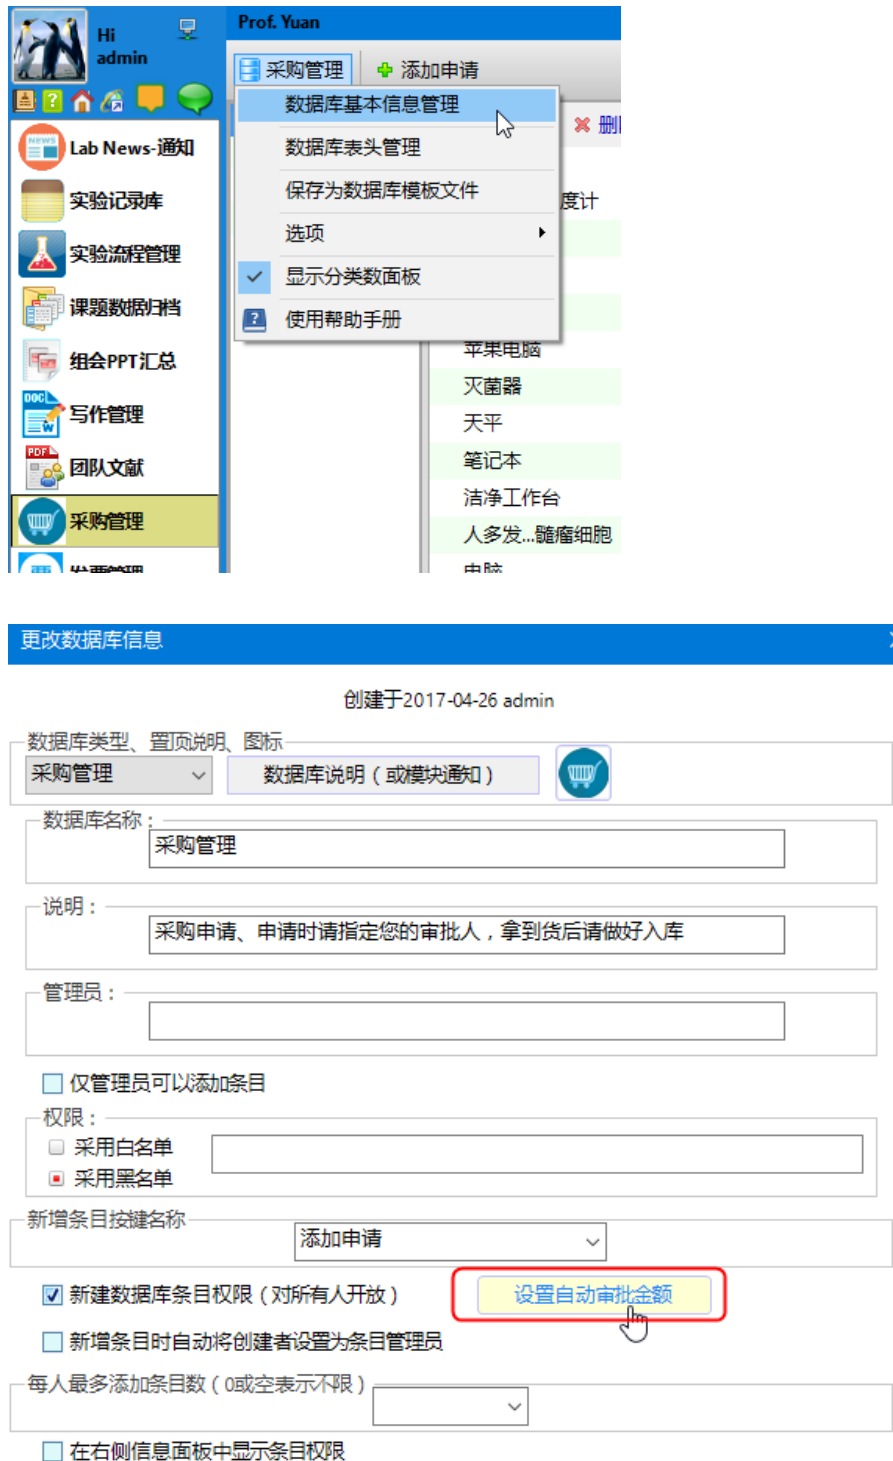 Hi
admin
Prof. Yuan
采购管理
添加申请
数据库基本信息管理
数据库表头管理
保存为数据库模板文件
选项
显示分类数面板
使用帮助手册
Lab News-通知
实验记录库
实验流程管理
课题数据归档
组会PPT汇总
写作管理
团队文献
采购管理
度计
苹果电脑
灭菌器
天平
笔记本
洁净工作台
人多发...髓瘤细胞
更改数据库信息
创建于2017-04-26 admin
数据库类型、置顶说明、图标
采购管理
数据库说明（或模块通知）
数据库名称：
采购管理
说明：
采购申请、申请时请指定您的审批人，拿到货后请做好入库
管理员：
仅管理员可以添加条目
权限：
采用白名单
采用黑名单
新增条目按键名称
添加申请
新建数据库条目权限（对所有人开放）
设置自动审批金额
新增条目时自动将创建者设置为条目管理员
每人最多添加条目数（0或空表示不限）
在右侧信息面板中显示条目权限